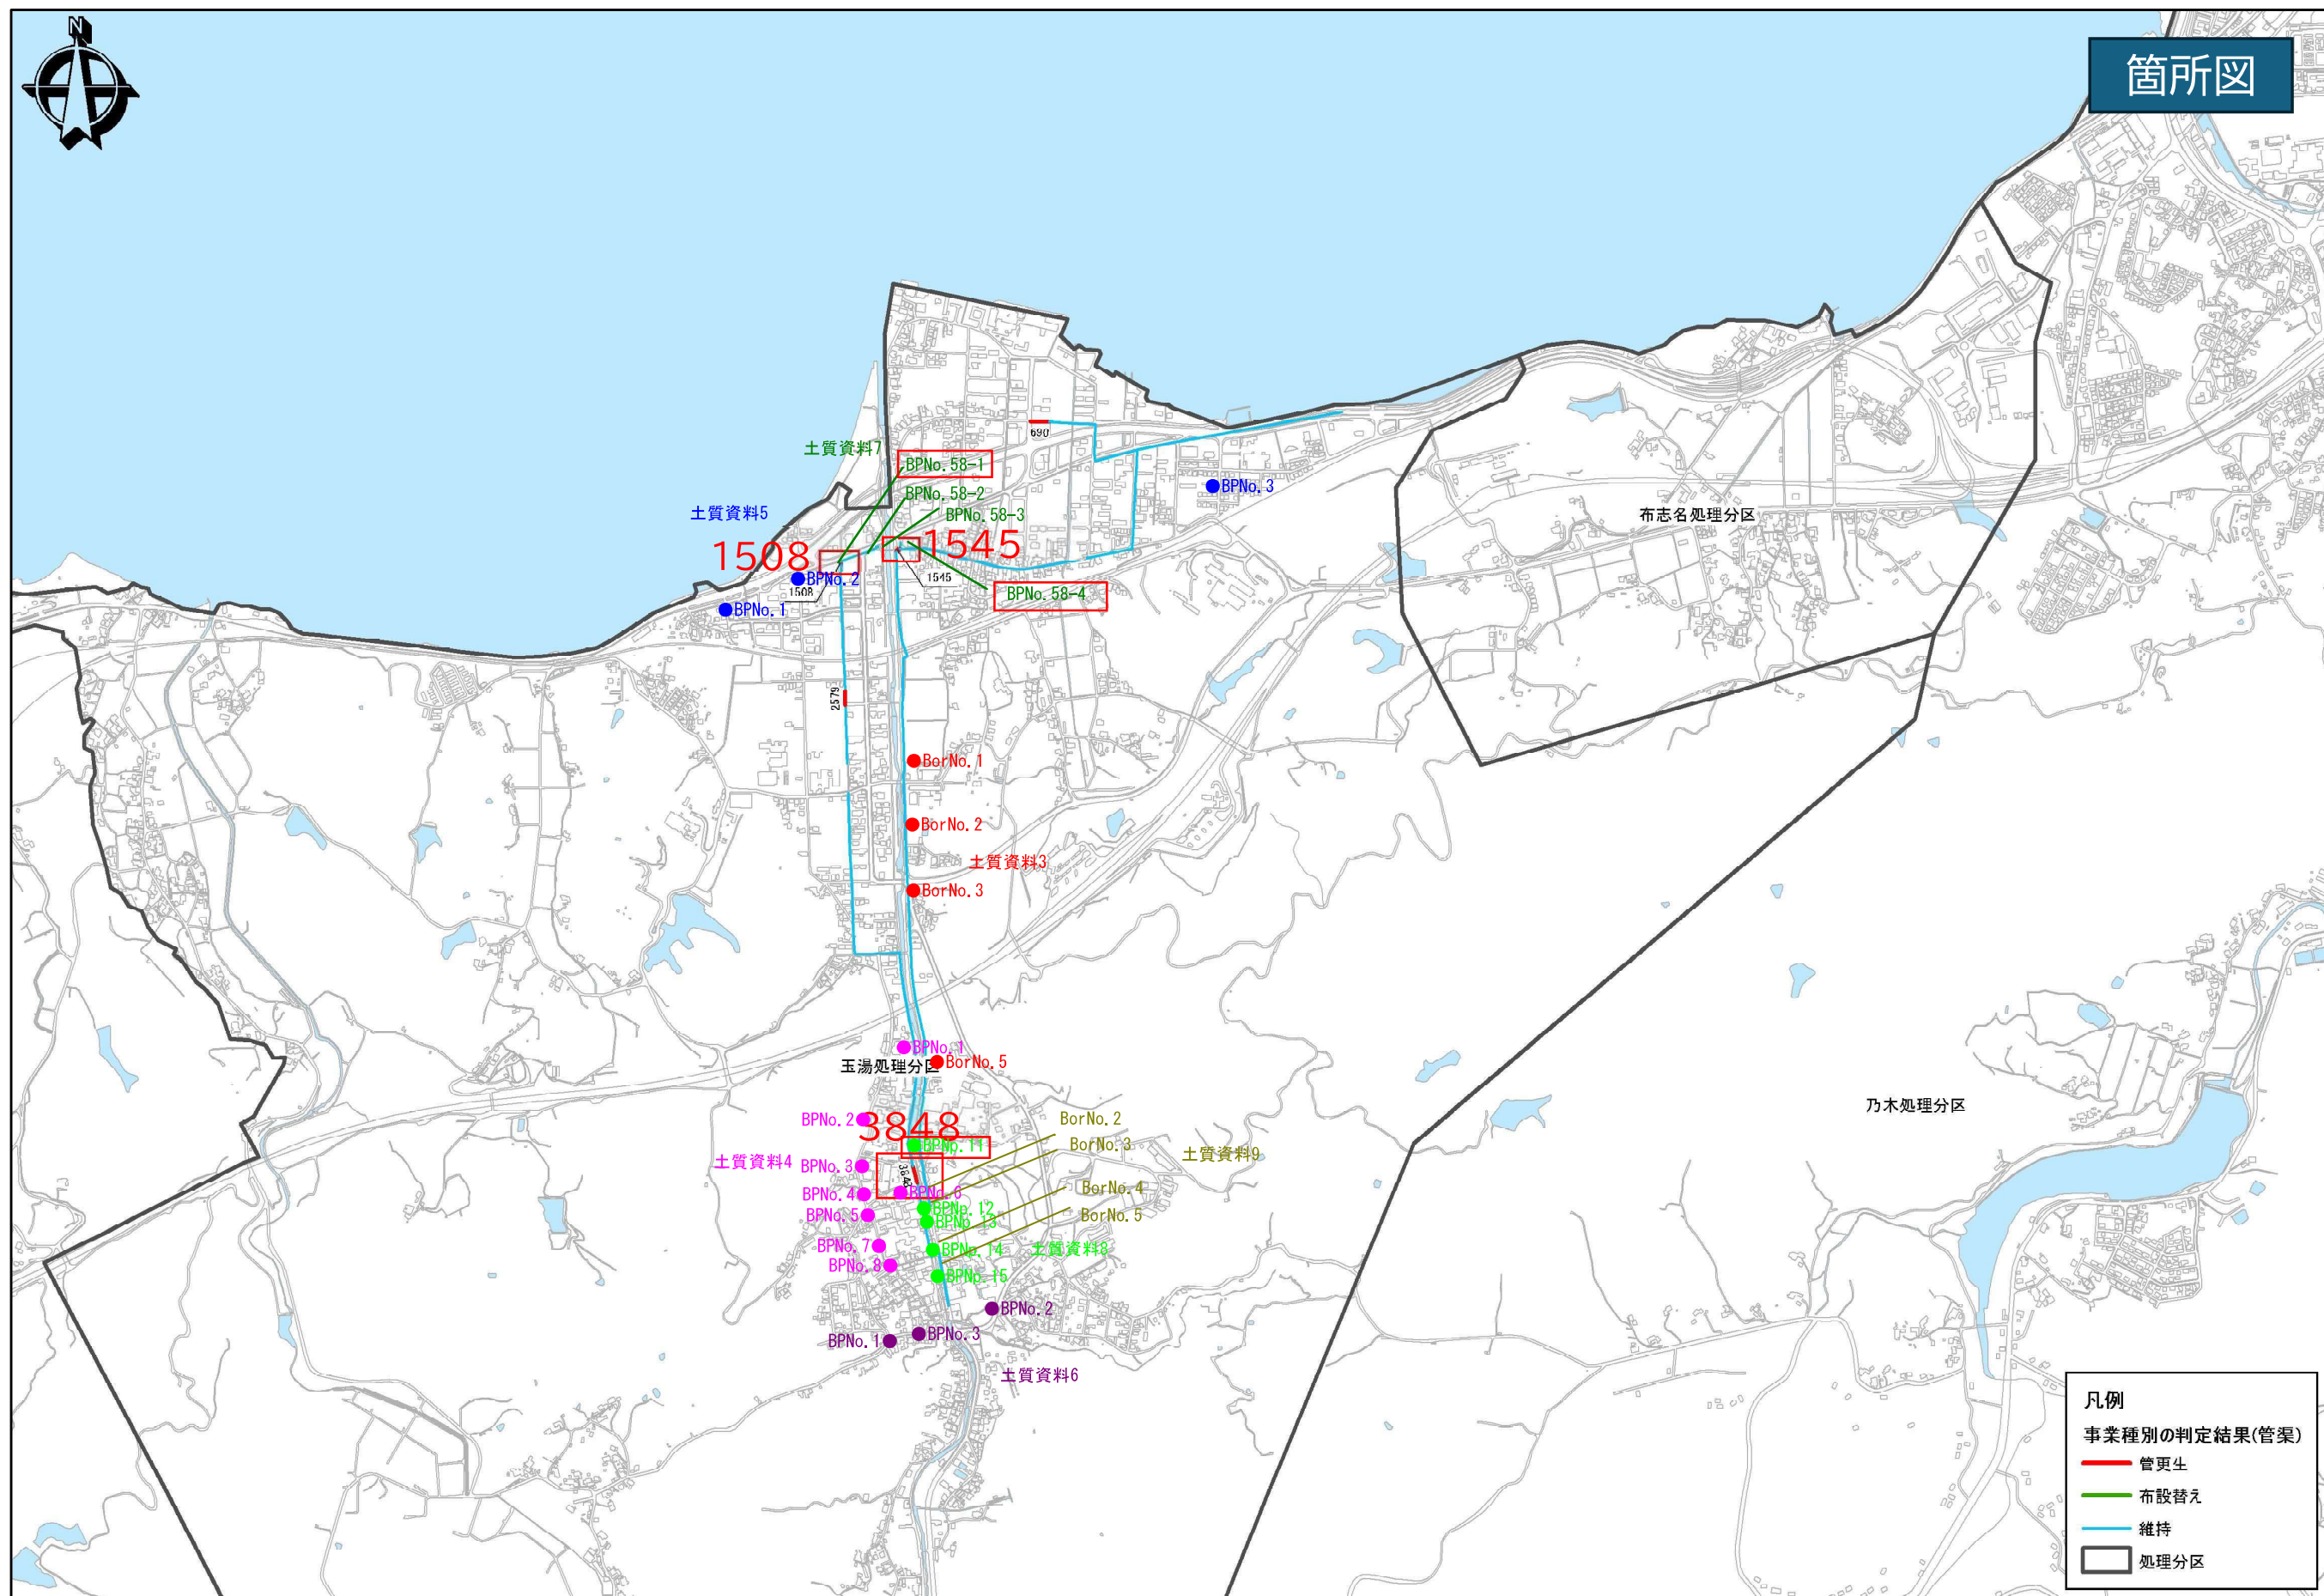 N
箇所図
690
土質資料7
BPNo. 58-1
BPNo. 58-2
BPNo. 58-3
BPNo. 3
土質資料5
布志名処理分区
1508
1545
BPNo. 2
1508
1545
BPNo. 58-4
BPNo. 1
2579
BorNo. 1
BorNo. 2
土質資料3
BorNo. 3
BPNo. 1
玉湯処理分区
BorNo. 5
乃木処理分区
BPNo. 2
3848
BorNo. 2
BPNo. 11
BorNo. 3
土質資料9
土質資料4
BPNo. 3
3848
BPNo. 4
BPNo. 6
BorNo. 4
BPNo. 12
BPNo. 5
BPNo. 13
BorNo. 5
BPNo. 7
BPNo. 14
土質資料8
BPNo. 8
BPNo. 15
BPNo. 2
BPNo. 1
BPNo. 3
土質資料6
凡例
事業種別の判定結果(管渠)
管更生
布設替え
維持
処理分区